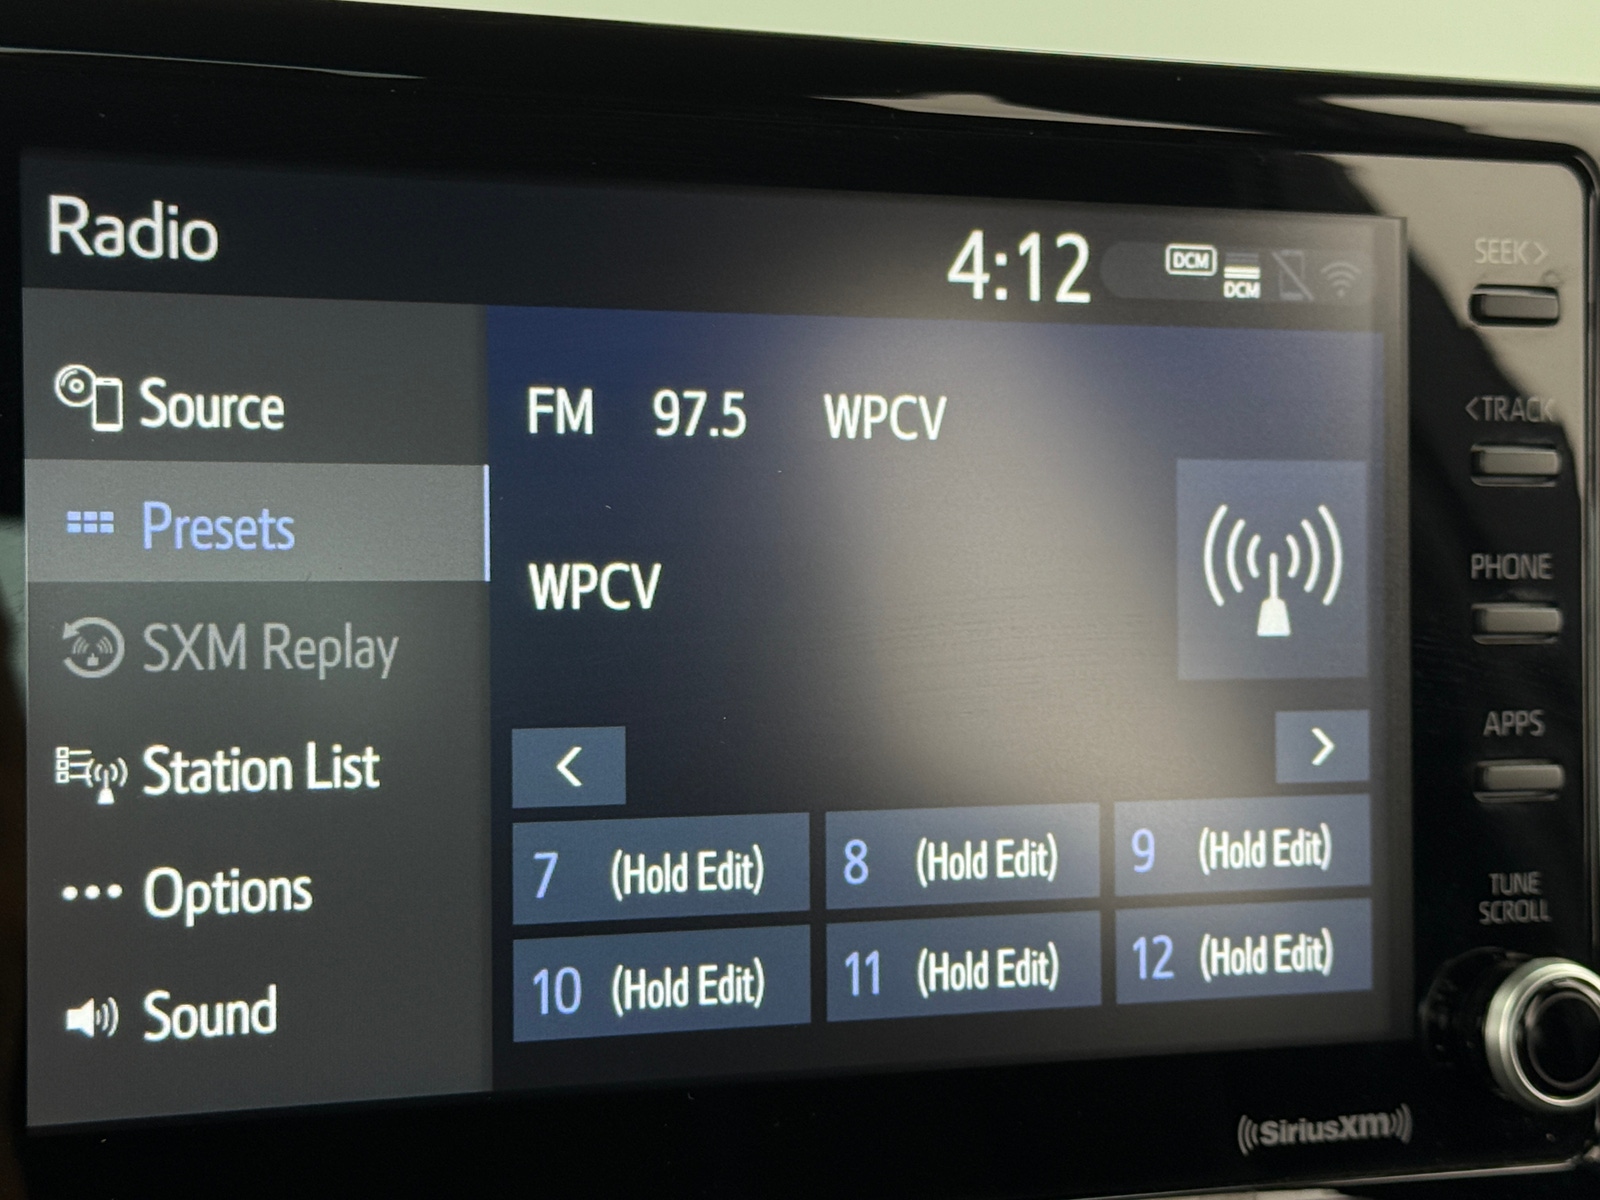 Radio
4:12
DCM
DCM
Source
Presets
SXM Replay
Station List
Options
Sound
FM 97.5 WPCV
WPCV
<
>
7 (Hold Edit)
8 (Hold Edit)
9 (Hold Edit)
10 (Hold Edit)
11 (Hold Edit)
12 (Hold Edit)
SEEK >
< TRACK
PHONE
APPS
TUNE
SCROLL
((SiriusXM))